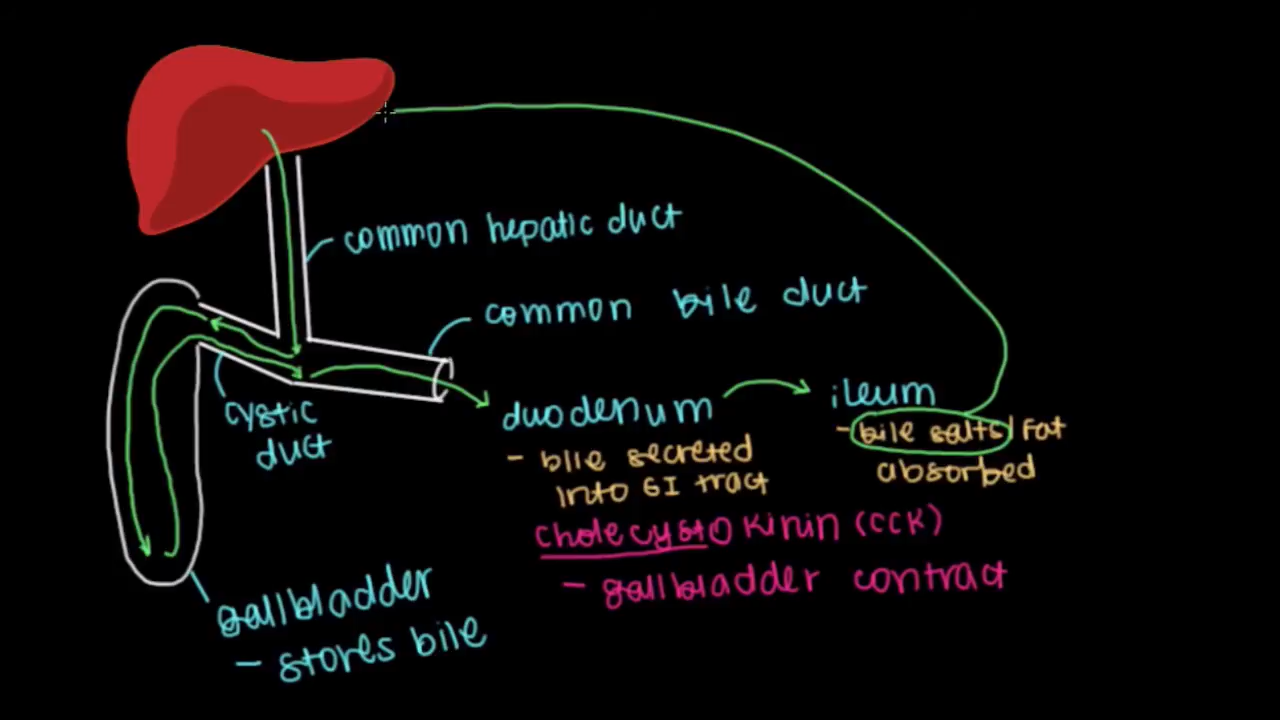 common hepatic duct
common bile duct
cystic
duct
duodenum
- bile secreted
into GI tract
ileum
- bile salts/fat
absorbed
cholecystokinin (CCK)
- gallbladder contract
gallbladder
- stores bile